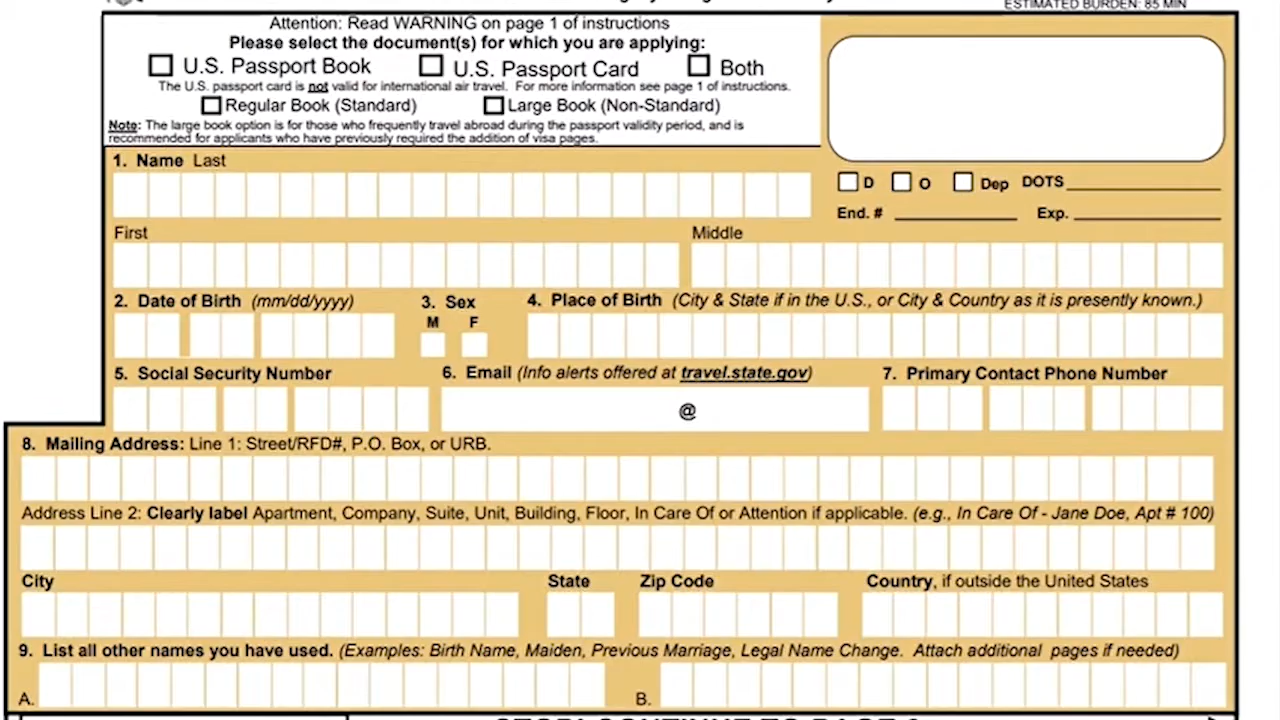 ESTIMATED BURDEN: 85 MIN
Attention: Read WARNING on page 1 of instructions
Please select the document(s) for which you are applying:
U.S. Passport Book U.S. Passport Card Both
The U.S. passport card is not valid for international air travel. For more information see page 1 of instructions.
Regular Book (Standard) Large Book (Non-Standard)
Note: The large book option is for those who frequently travel abroad during the passport validity period, and is
recommended for applicants who have previously required the addition of visa pages.
1. Name Last
D O Dep DOTS
End. # Exp.
First Middle
2. Date of Birth (mm/dd/yyyy) 3. Sex 4. Place of Birth (City & State if in the U.S., or City & Country as it is presently known.)
M F
5. Social Security Number 6. Email (Info alerts offered at travel.state.gov) 7. Primary Contact Phone Number
@
8. Mailing Address: Line 1: Street/RFD#, P.O. Box, or URB.
Address Line 2: Clearly label Apartment, Company, Suite, Unit, Building, Floor, In Care Of or Attention if applicable. (e.g., In Care Of - Jane Doe, Apt # 100)
City State Zip Code Country, if outside the United States
9. List all other names you have used. (Examples: Birth Name, Maiden, Previous Marriage, Legal Name Change. Attach additional pages if needed)
A. B.